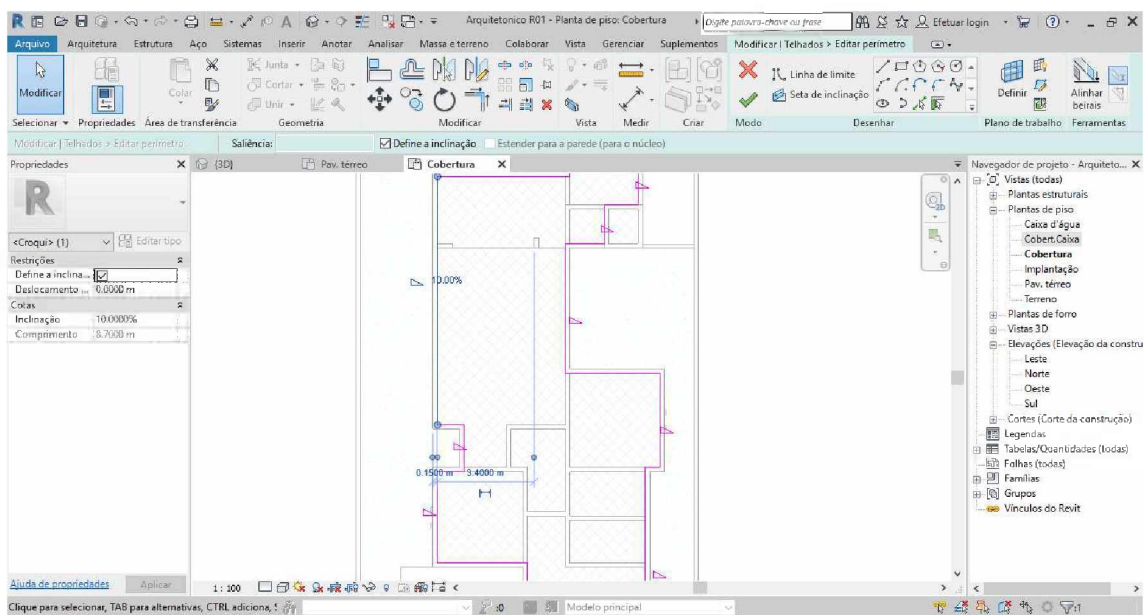 Arquitetonico R01 - Planta de piso: Cobertura
Digite palavra-chave ou frase
Efetuar login
Arquivo Arquitetura Estrutura Aço Sistemas Inserir Anotar Analisar Massa e terreno Colaborar Vista Gerenciar Suplementos Modificar | Telhados > Editar perímetro
Modificar
Colar
Junta
Cortar
Unir
Linha de limite
Seta de inclinação
Definir
Alinhar beirais
Selecionar Propriedades Área de transferência Geometria Modificar Vista Medir Criar Modo Desenhar Plano de trabalho Ferramentas
Modificar | Telhados > Editar perímetro Saliência: Define a inclinação Estender para a parede (para o núcleo)
Propriedades
{3D} Pav. térreo Cobertura
Navegador de projeto - Arquiteto...
<Croqui> (1) Editar tipo
Restrições
Define a inclina...
Deslocamento ... 0.0000 m
Cotas
Inclinação 10.0000%
Comprimento 8.7000 m
10.00%
0.1500 m 3.4000 m
Vistas (todas)
Plantas estruturais
Plantas de piso
Caixa d'água
Cobert.Caixa
Cobertura
Implantação
Pav. térreo
Terreno
Plantas de forro
Vistas 3D
Elevações (Elevação da constru
Leste
Norte
Oeste
Sul
Cortes (Corte da construção)
Legendas
Tabelas/Quantidades (todas)
Folhas (todas)
Famílias
Grupos
Vínculos do Revit
Ajuda de propriedades Aplicar
1 : 100
Clique para selecionar, TAB para alternativas, CTRL adiciona, :0 Modelo principal :1